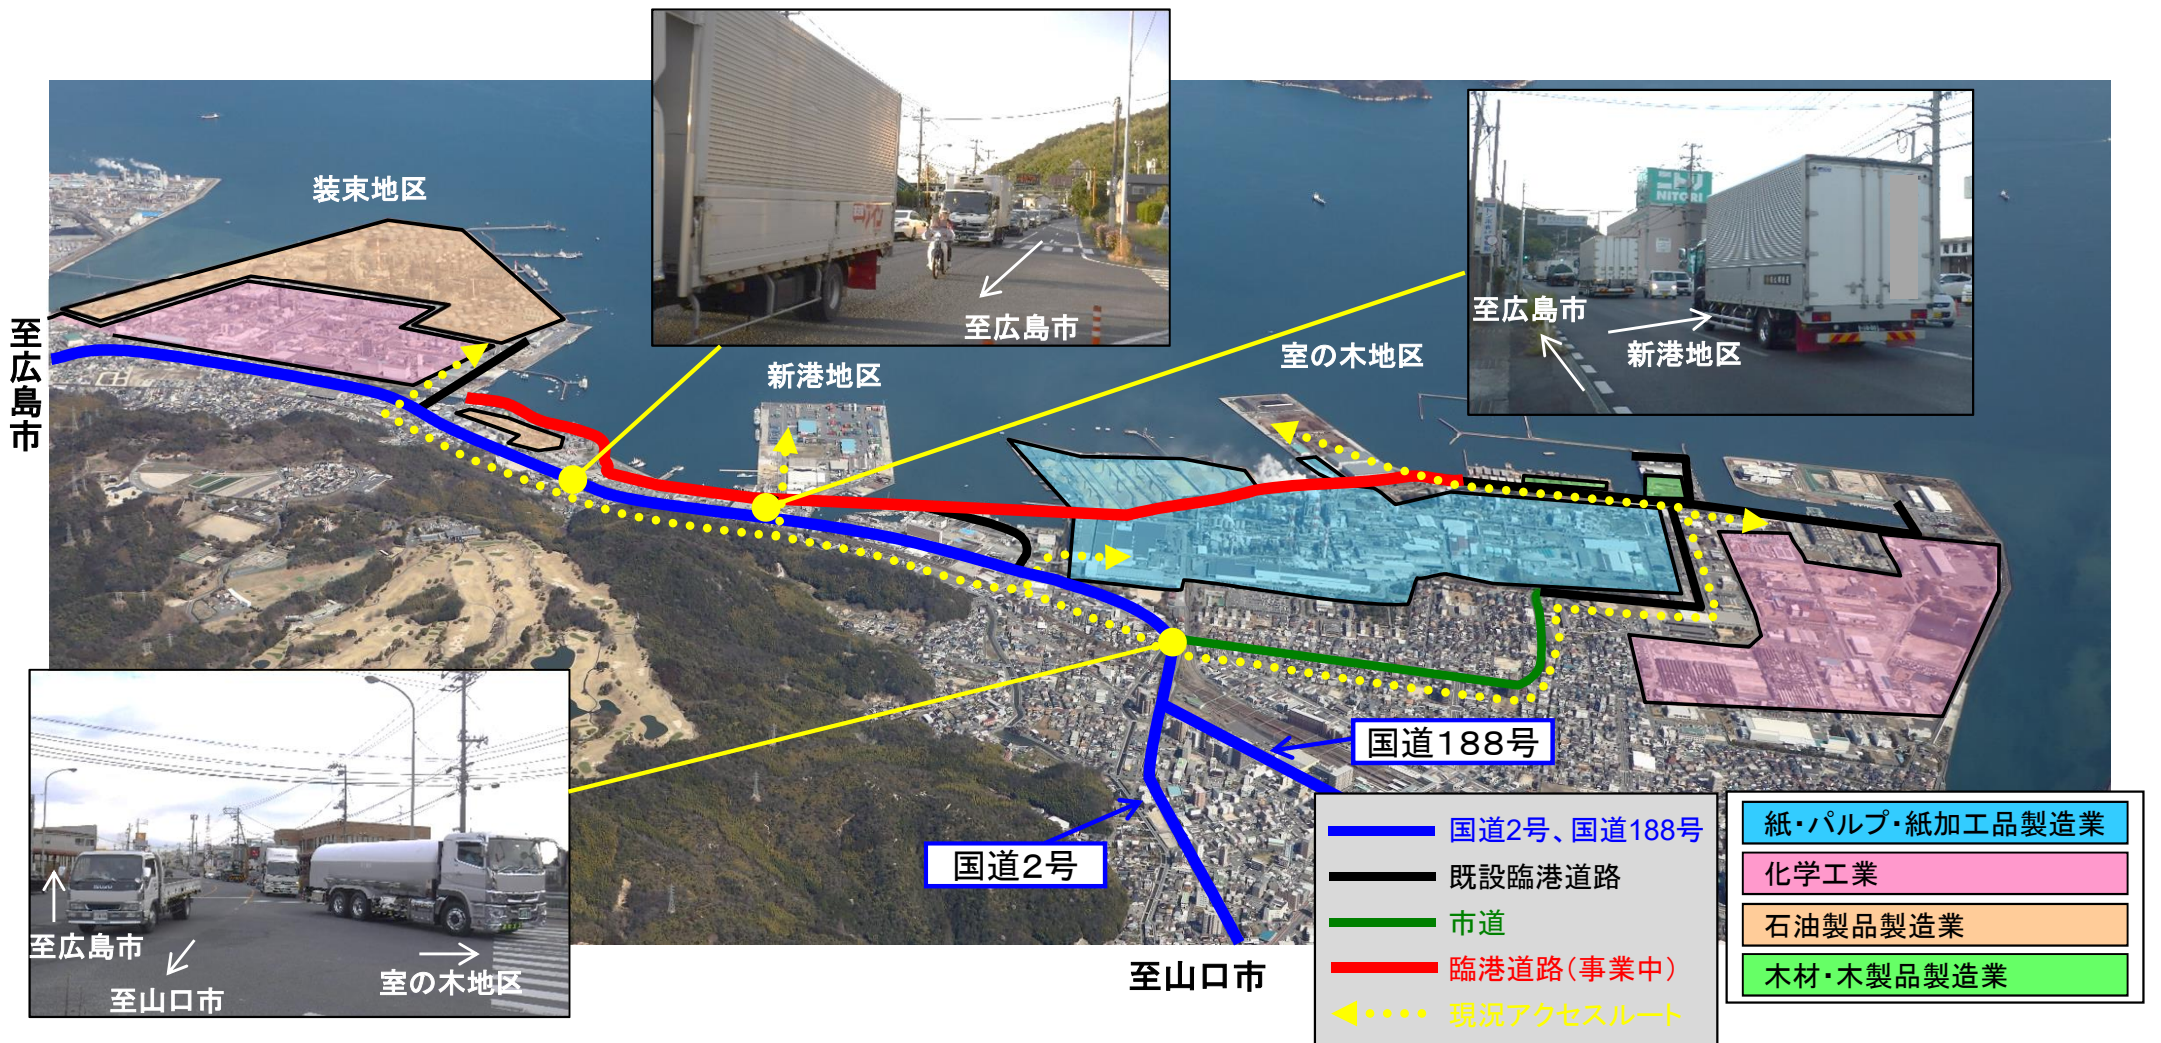 至広島市
装束地区
至広島市
新港地区
室の木地区
NITORI
至広島市
新港地区
国道188号
国道2号
至広島市
至山口市
室の木地区
至山口市
国道2号、国道188号
既設臨港道路
市道
臨港道路（事業中）
現況アクセスルート
紙・パルプ・紙加工品製造業
化学工業
石油製品製造業
木材・木製品製造業